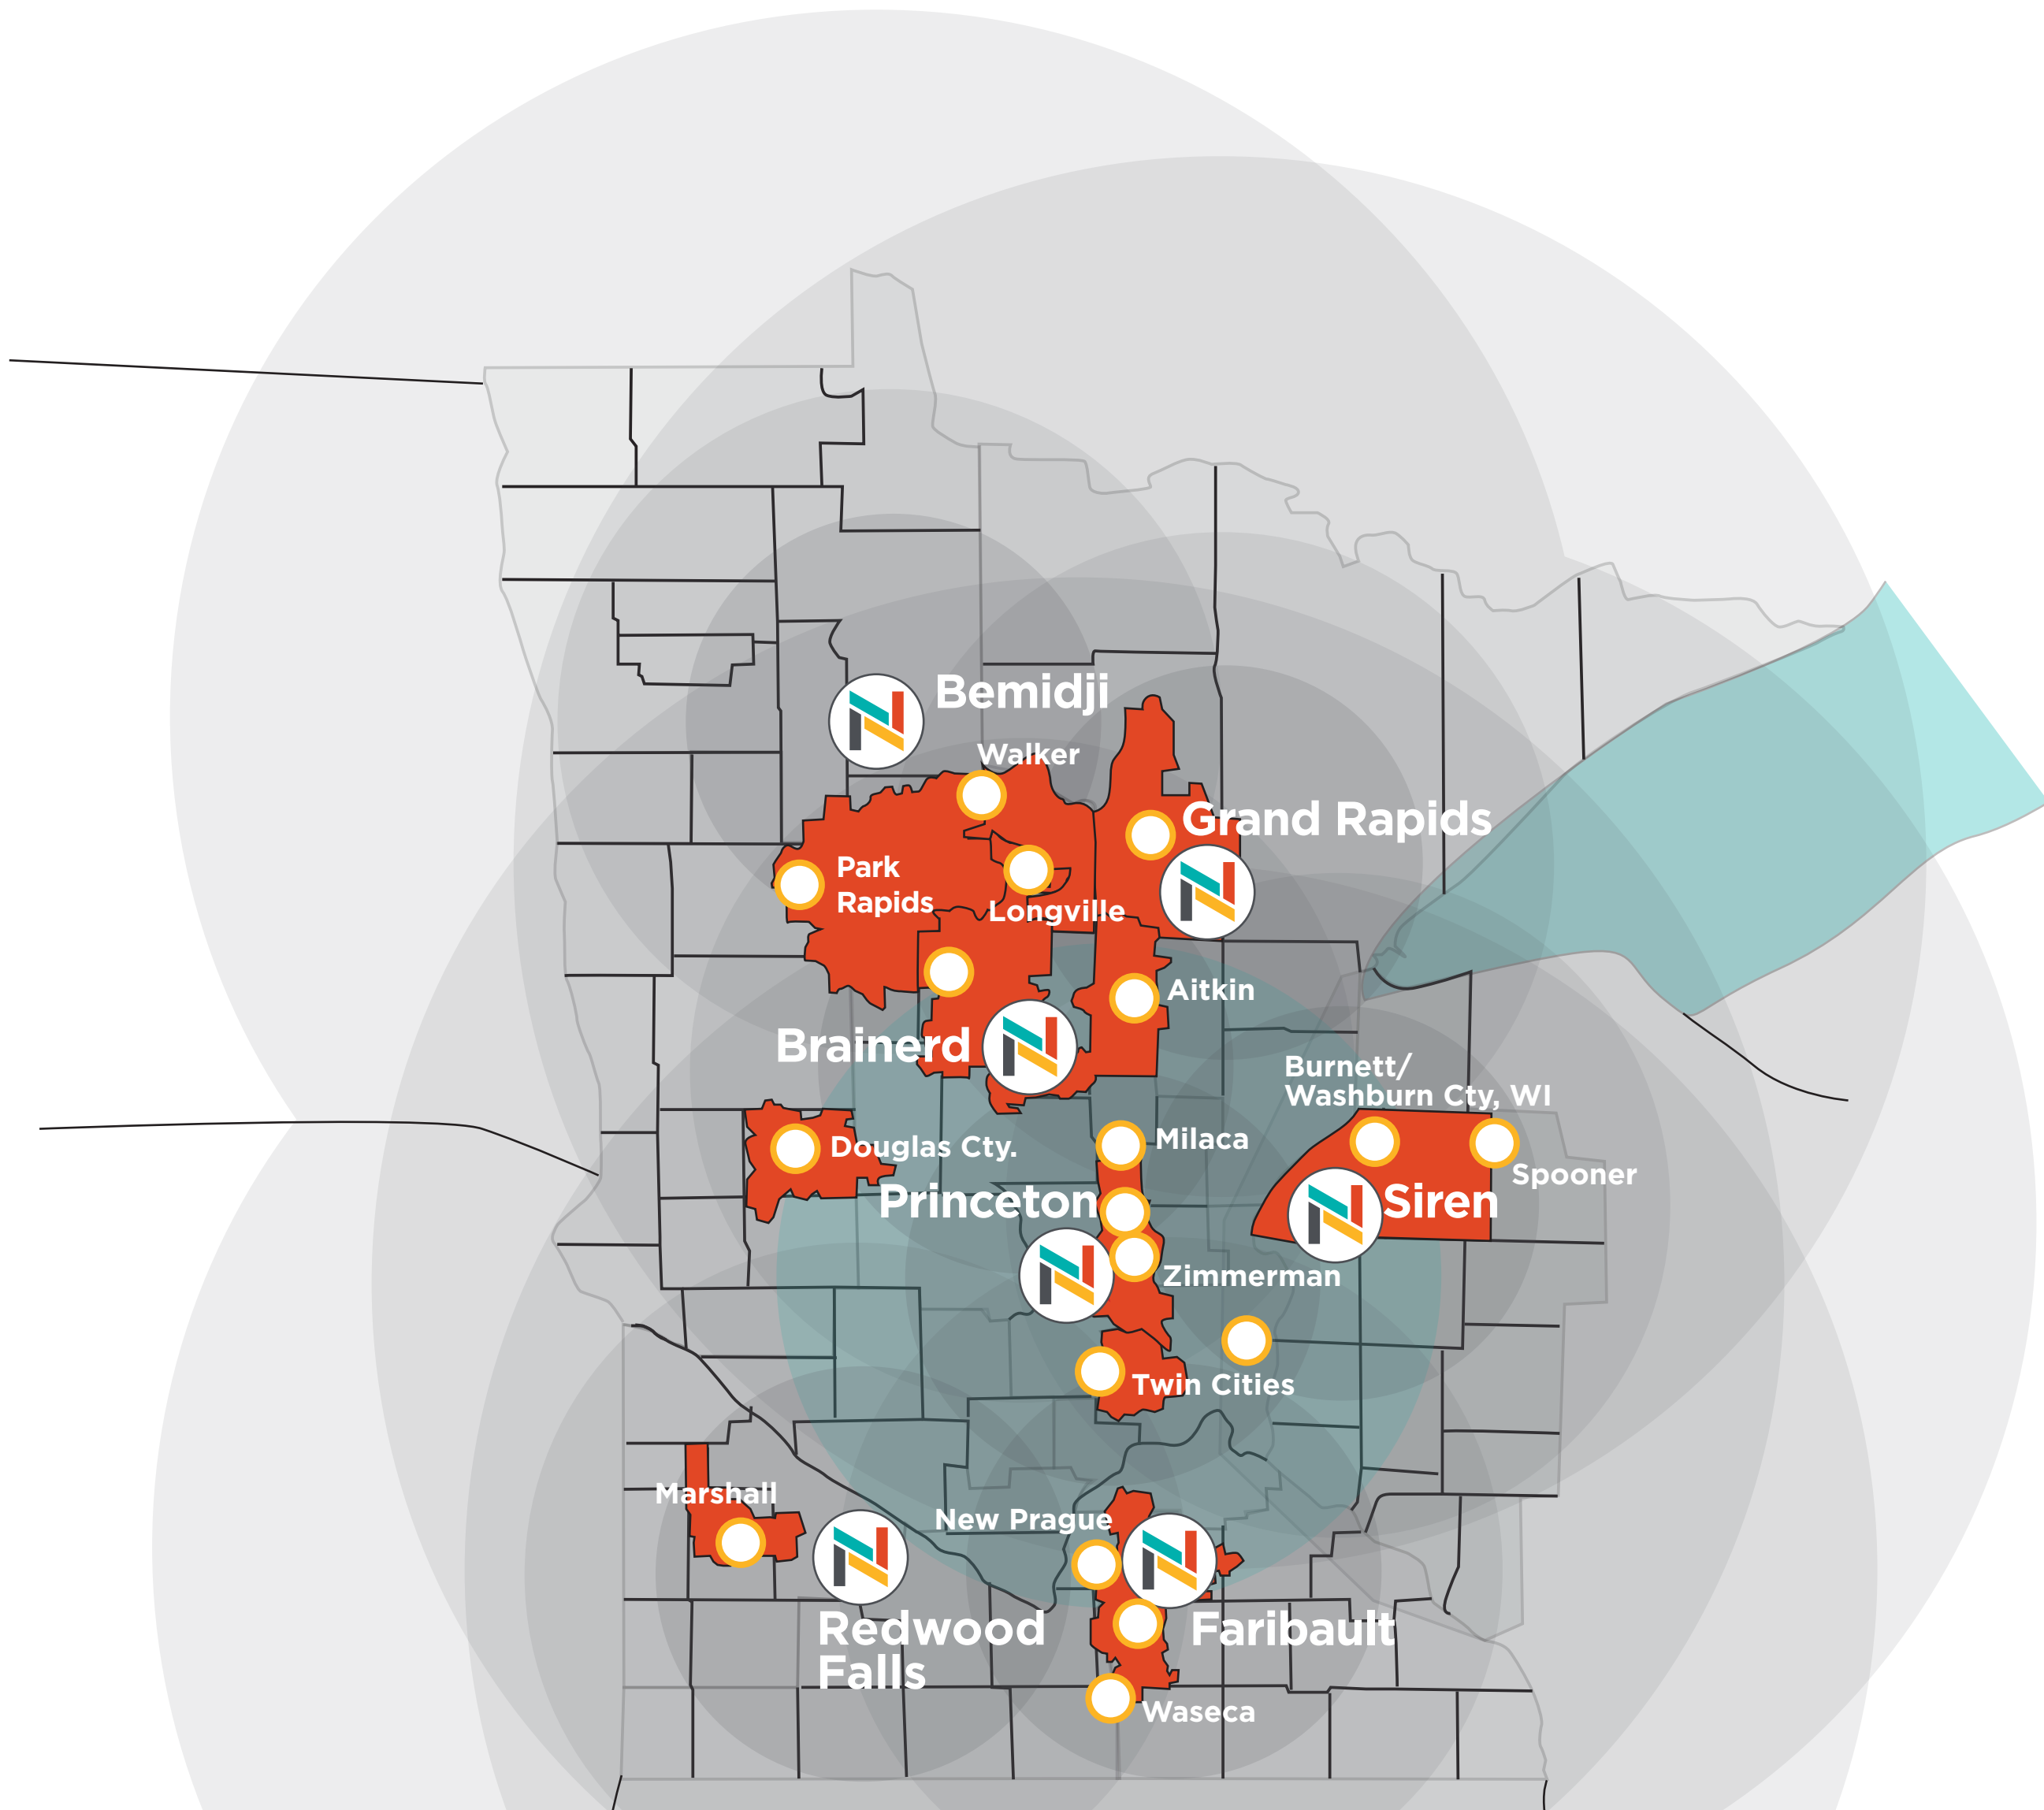 Bemidji
Walker
Grand Rapids
Park
Rapids
Longville
Aitkin
Brainerd
Burnett/
Washburn Cty, WI
Milaca
Douglas Cty.
Spooner
Princeton
Siren
Zimmerman
Twin Cities
Marshall
New Prague
Redwood
Falls
Faribault
Waseca